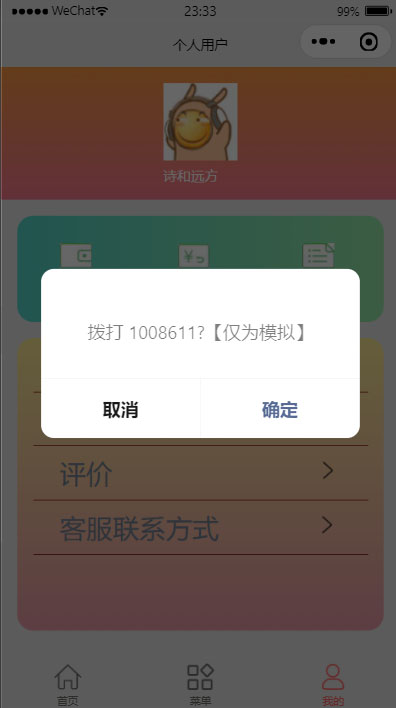 WeChat 23:33 99%
个人用户
诗和远方
拨打 1008611?【仅为模拟】
取消 确定
评价
客服联系方式
首页 菜单 我的